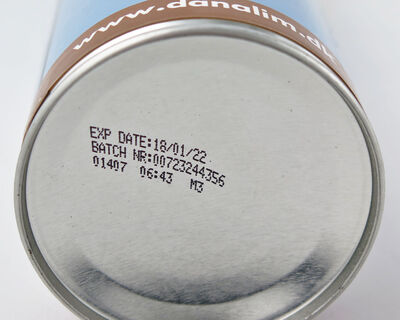 www.danalim.d
EXP DATE:18/01/22
BATCH NR:00723244356
01407 06:43 M3